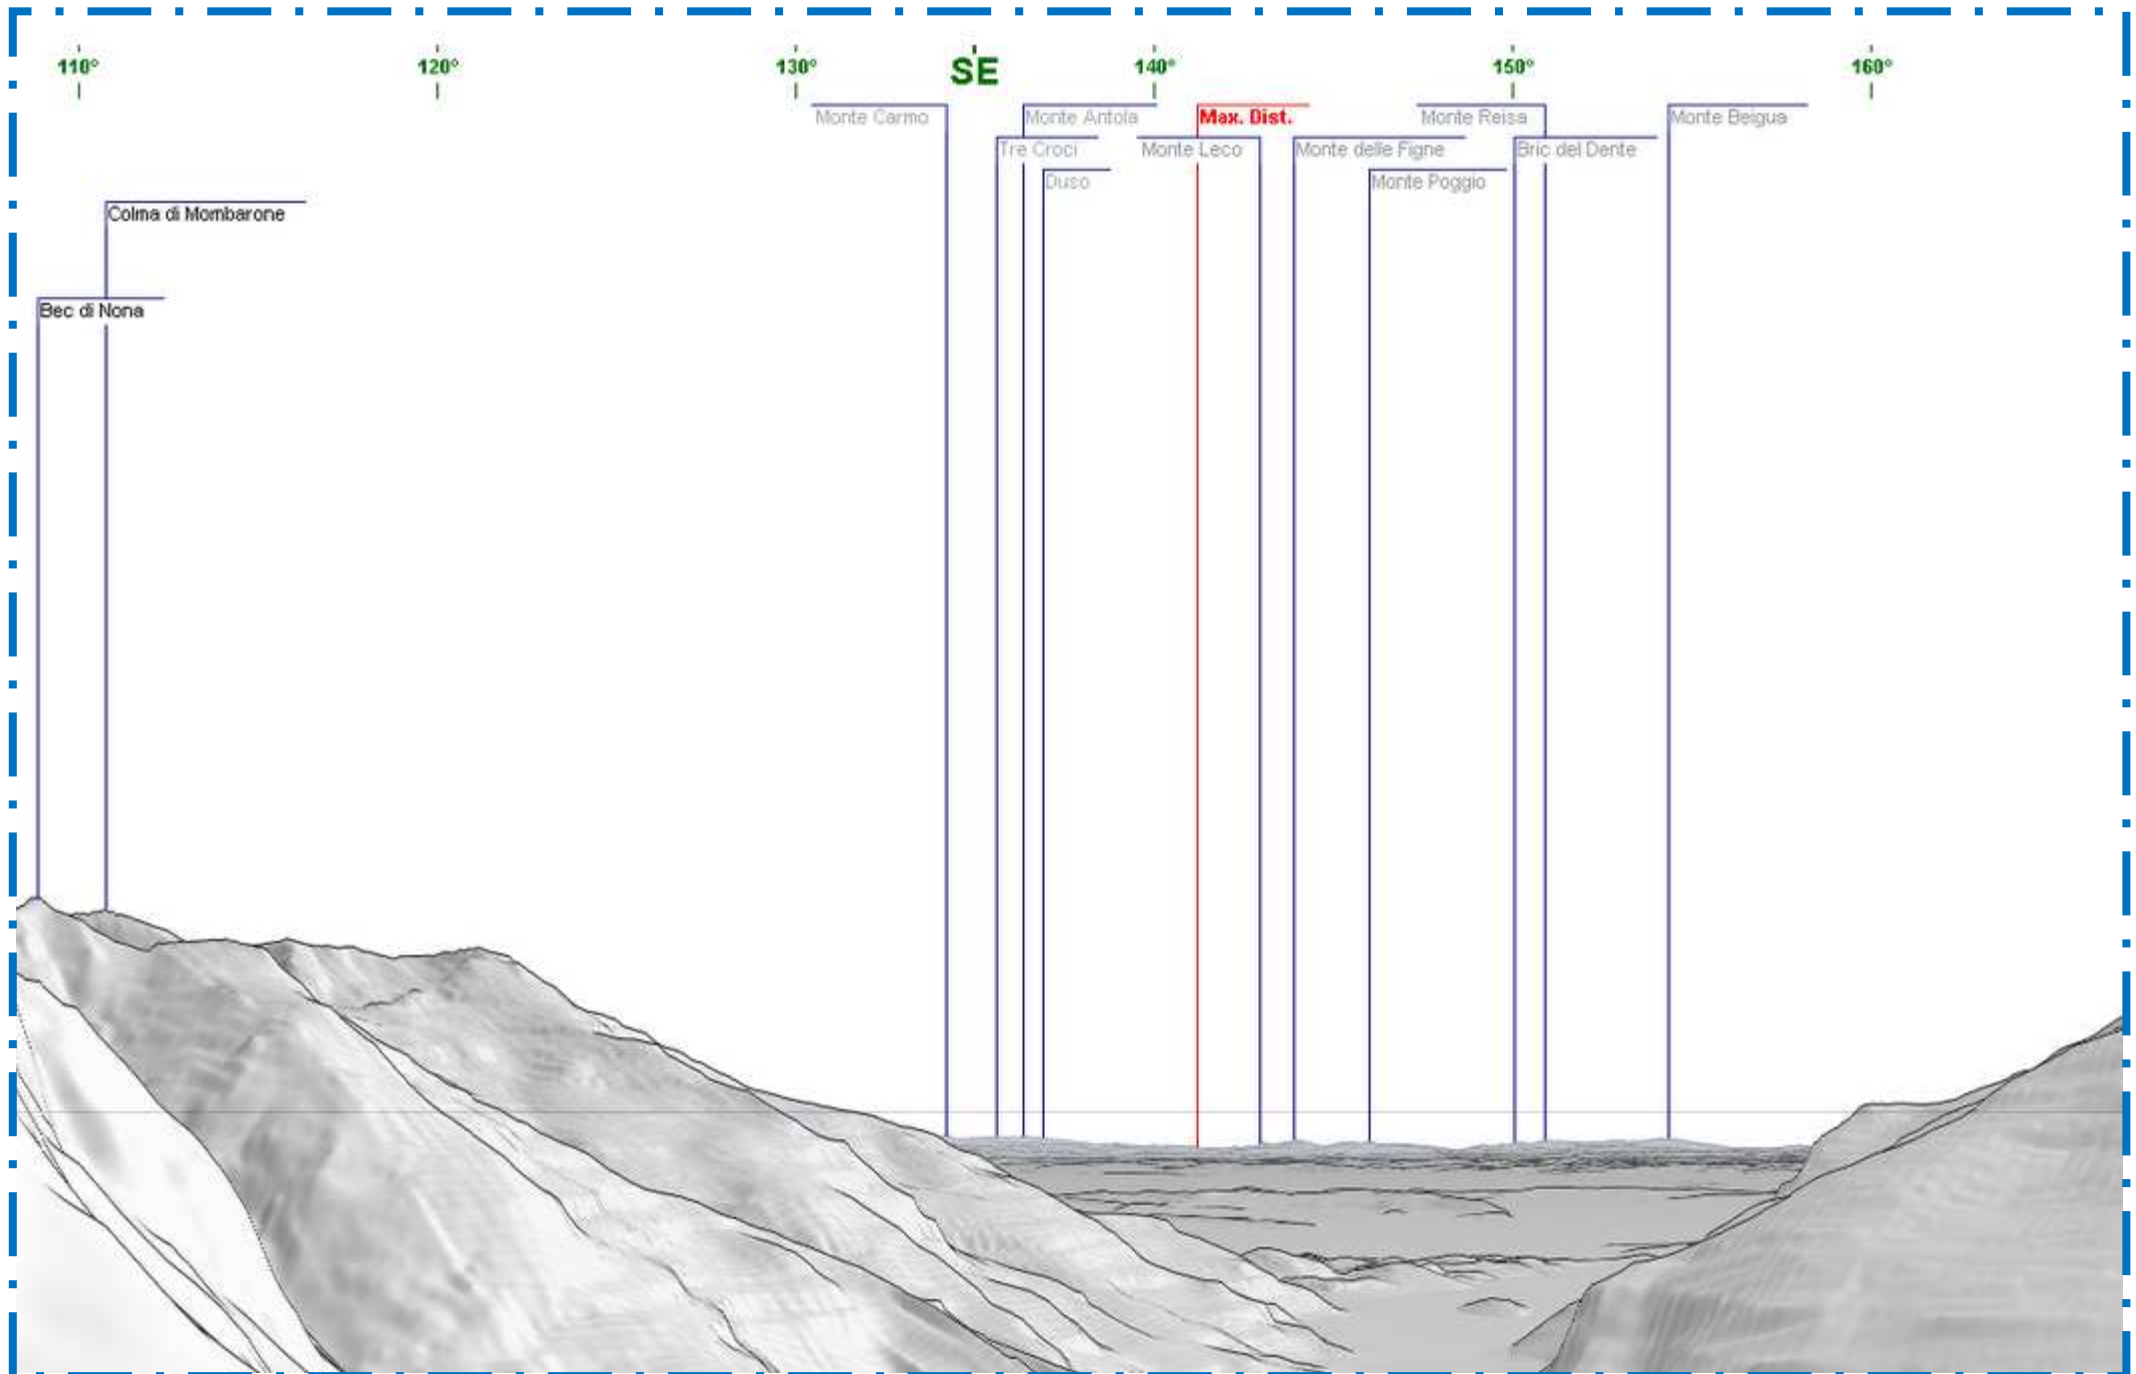 110° 120° 130° SE 140° 150° 160°
Monte Carmo Monte Antola Max. Dist. Monte Reisa Monte Beigua
Tre Croci Monte Leco Monte delle Figne Bric del Dente
Duso Monte Poggio
Colma di Mombarone
Bec di Nona